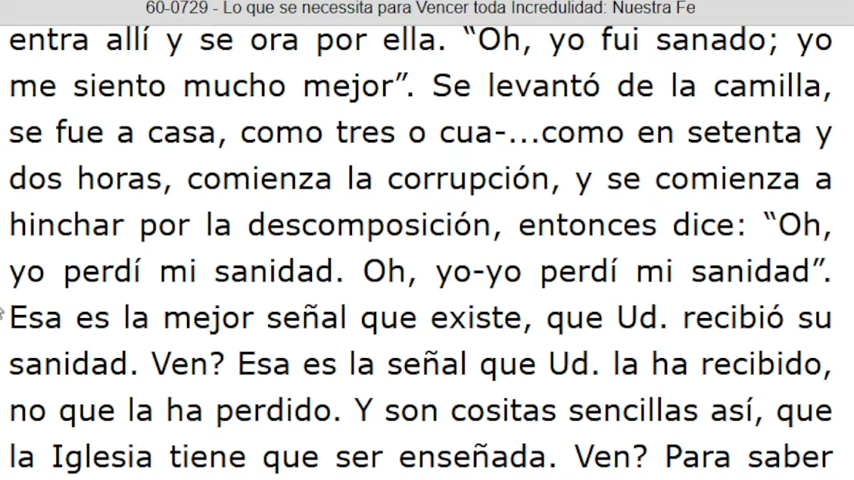 60-0729 - Lo que se necessita para Vencer toda Incredulidad: Nuestra Fe
entra allí y se ora por ella. “Oh, yo fui sanado; yo
me siento mucho mejor”. Se levantó de la camilla,
se fue a casa, como tres o cua-...como en setenta y
dos horas, comienza la corrupción, y se comienza a
hinchar por la descomposición, entonces dice: “Oh,
yo perdí mi sanidad. Oh, yo-yo perdí mi sanidad”.
Esa es la mejor señal que existe, que Ud. recibió su
sanidad. Ven? Esa es la señal que Ud. la ha recibido,
no que la ha perdido. Y son cositas sencillas así, que
la Iglesia tiene que ser enseñada. Ven? Para saber